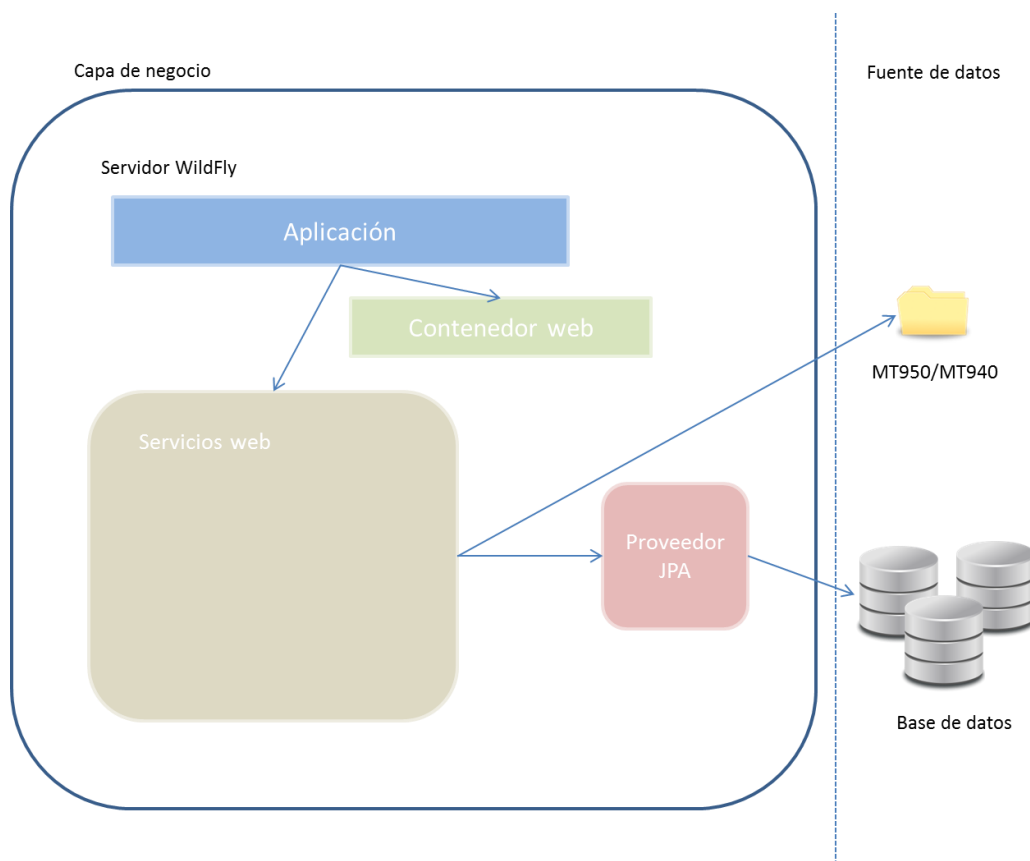 Capa de negocio
Fuente de datos
Servidor WildFly
Aplicación
Contenedor web
MT950/MT940
Servicios web
Proveedor
JPA
Base de datos